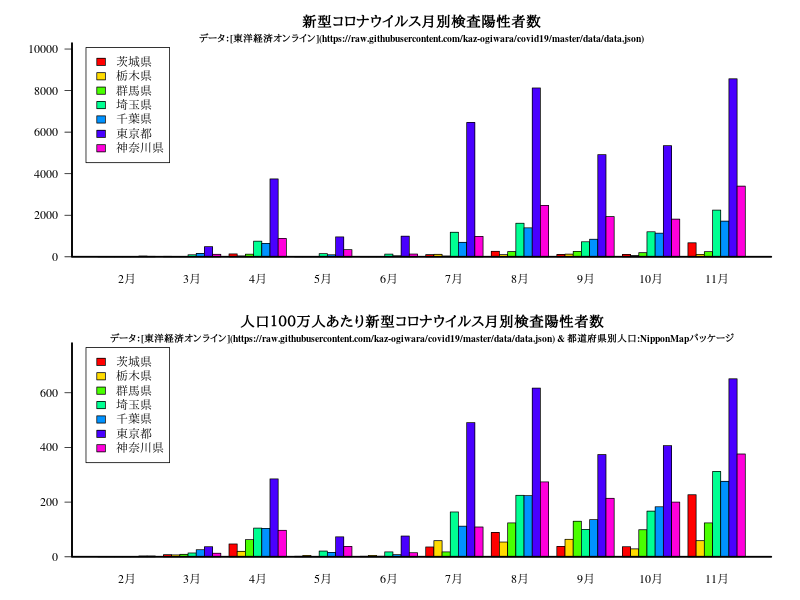 新型コロナウイルス月別検査陽性者数
データ:[東洋経済オンライン](https://raw.githubusercontent.com/kaz-ogiwara/covid19/master/data/data.json)
10000
8000
6000
4000
2000
0
茨城県
栃木県
群馬県
埼玉県
千葉県
東京都
神奈川県
2月 3月 4月 5月 6月 7月 8月 9月 10月 11月
人口100万人あたり新型コロナウイルス月別検査陽性者数
データ:[東洋経済オンライン](https://raw.githubusercontent.com/kaz-ogiwara/covid19/master/data/data.json) & 都道府県別人口:NipponMapパッケージ
600
400
200
0
茨城県
栃木県
群馬県
埼玉県
千葉県
東京都
神奈川県
2月 3月 4月 5月 6月 7月 8月 9月 10月 11月